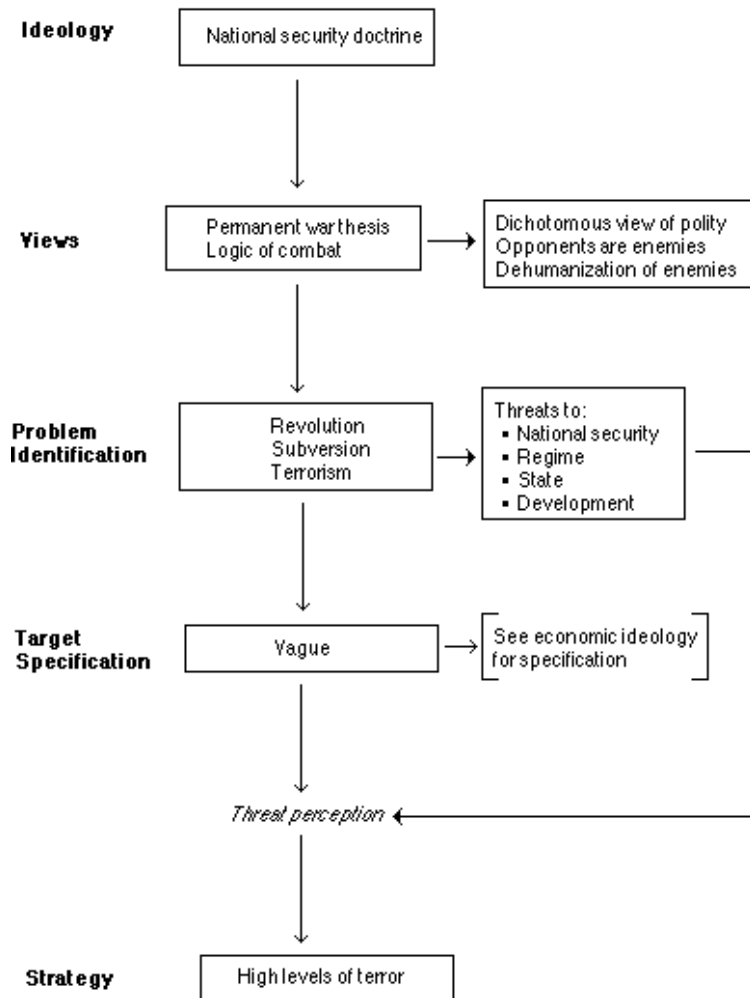 Ideology
National security doctrine
Views
Permanent war thesis
Logic of combat
Dichotomous view of polity
Opponents are enemies
Dehumanization of enemies
Problem
Identification
Revolution
Subversion
Terrorism
Threats to:
▪ National security
▪ Regime
▪ State
▪ Development
Target
Specification
Vague
See economic ideology
for specification
Threat perception
Strategy
High levels of terror